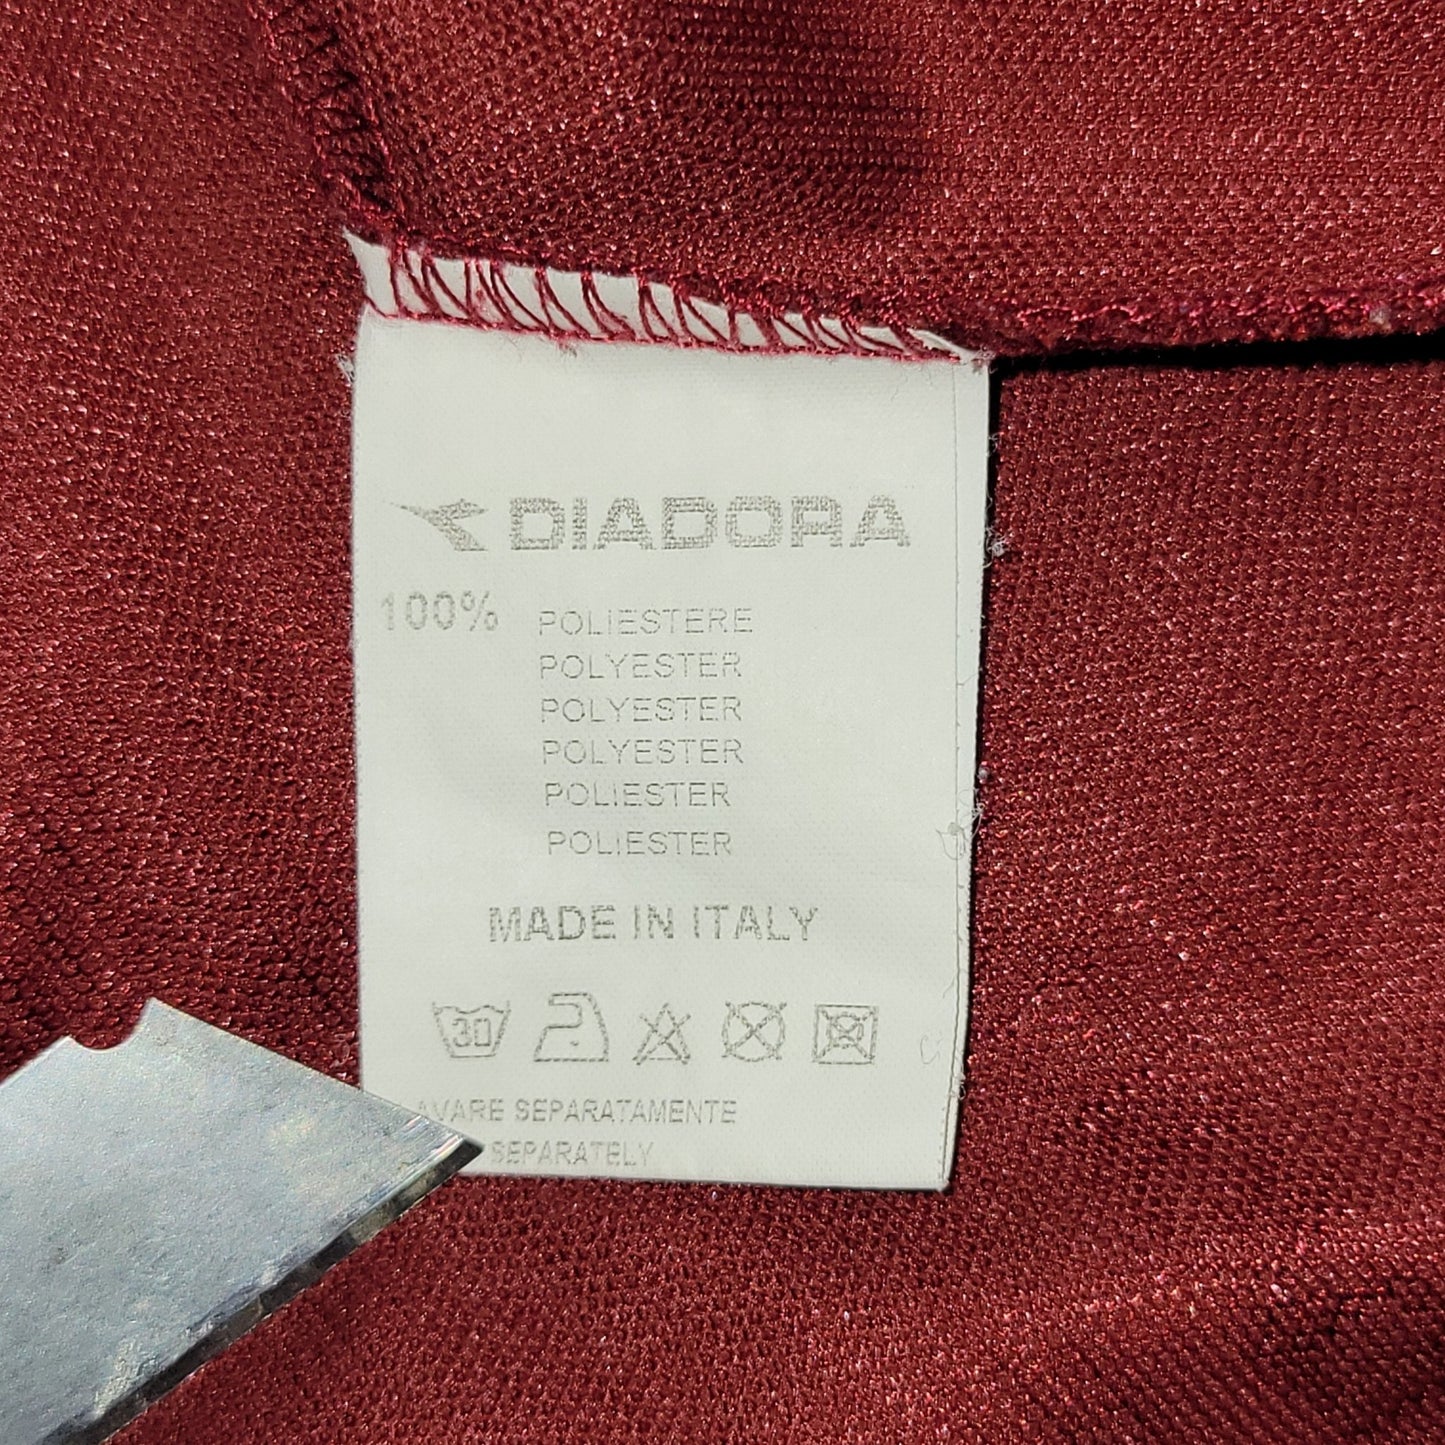 DIADORA
100% POLIESTERE
POLYESTER
POLYESTER
POLYESTER
POLIESTER
POLIESTER
MADE IN ITALY
30
AVARE SEPARATAMENTE
SEPARATELY